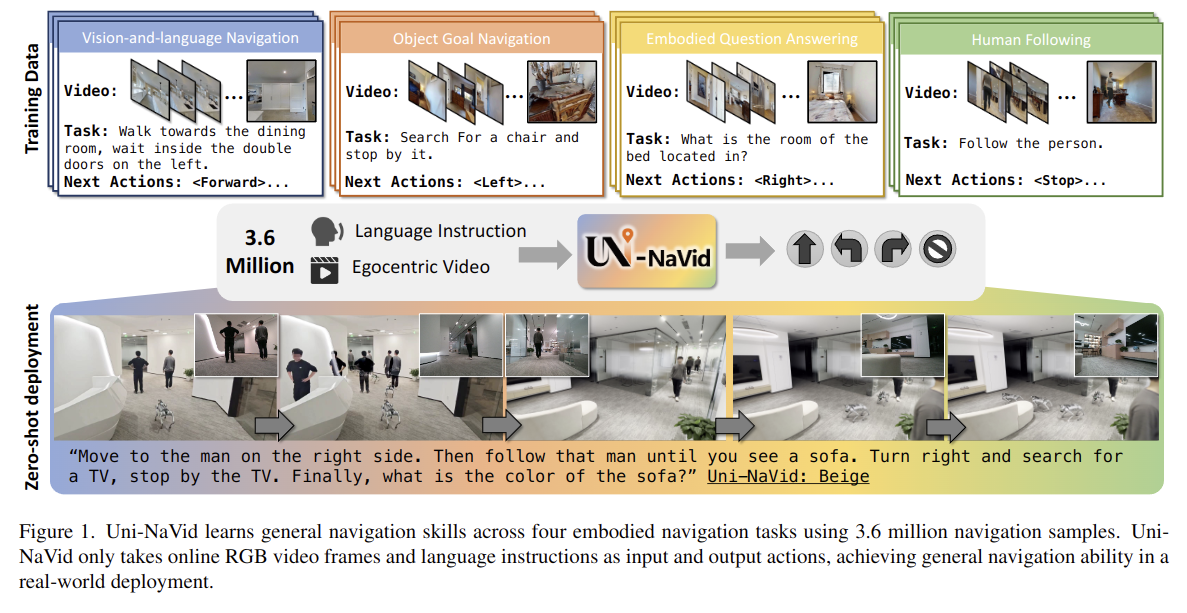 Training Data
Vision-and-language Navigation
Video:
...
Task: Walk towards the dining
room, wait inside the double
doors on the left.
Next Actions: <Forward>...
Object Goal Navigation
Video:
...
Task: Search For a chair and
stop by it.
Next Actions: <Left>...
Embodied Question Answering
Video:
...
Task: What is the room of the
bed located in?
Next Actions: <Right>...
Human Following
Video:
...
Task: Follow the person.
Next Actions: <Stop>...
3.6
Million
Language Instruction
Egocentric Video
Uni-NaVid
Zero-shot deployment
“Move to the man on the right side. Then follow that man until you see a sofa. Turn right and search for
a TV, stop by the TV. Finally, what is the color of the sofa?” Uni-NaVid: Beige
Figure 1. Uni-NaVid learns general navigation skills across four embodied navigation tasks using 3.6 million navigation samples. Uni-
NaVid only takes online RGB video frames and language instructions as input and output actions, achieving general navigation ability in a
real-world deployment.